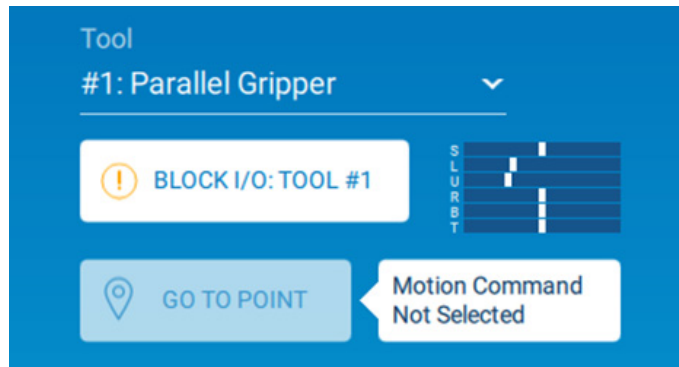 Tool
#1: Parallel Gripper
BLOCK I/O: TOOL #1
S
L
U
R
B
T
GO TO POINT
Motion Command
Not Selected